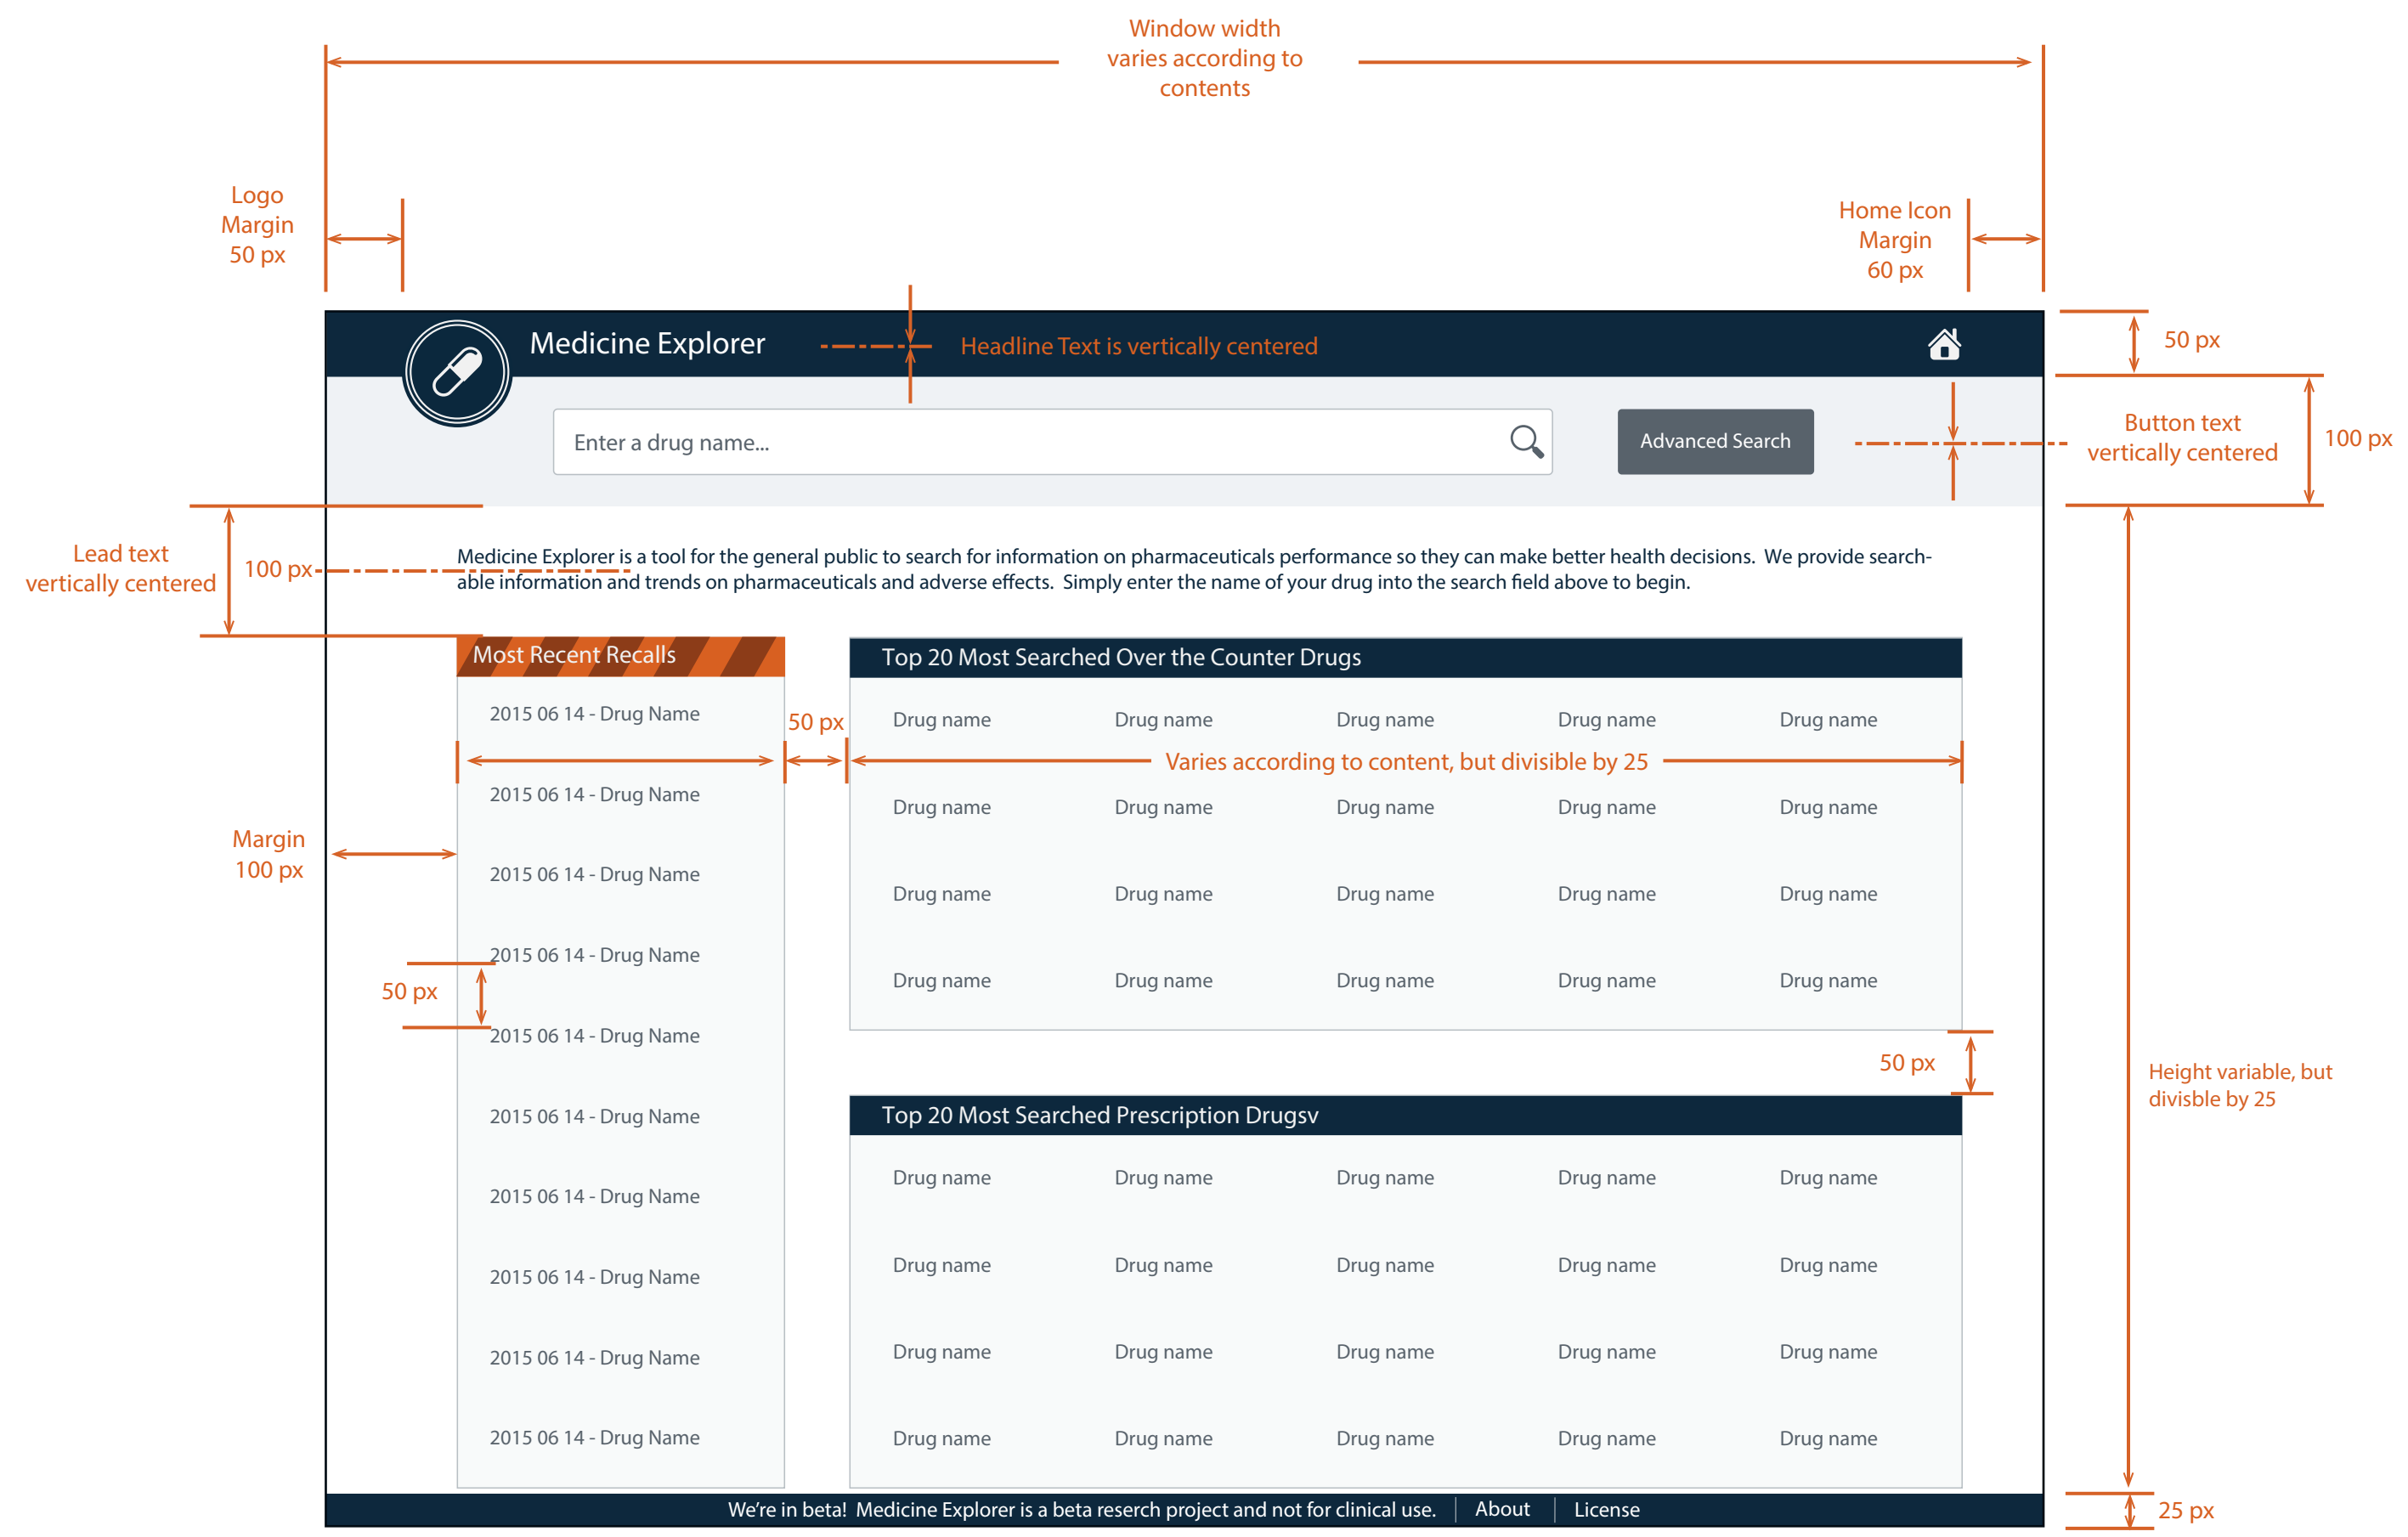 Window width
varies according to
contents
Logo
Margin
50 px
Home Icon
Margin
60 px
Medicine Explorer
Headline Text is vertically centered
50 px
Enter a drug name...
Advanced Search
Button text
vertically centered
100 px
Lead text
vertically centered
100 px
Medicine Explorer is a tool for the general public to search for information on pharmaceuticals performance so they can make better health decisions.  We provide search-
able information and trends on pharmaceuticals and adverse effects.  Simply enter the name of your drug into the search field above to begin.
Most Recent Recalls
2015 06 14 - Drug Name
2015 06 14 - Drug Name
2015 06 14 - Drug Name
2015 06 14 - Drug Name
2015 06 14 - Drug Name
2015 06 14 - Drug Name
2015 06 14 - Drug Name
2015 06 14 - Drug Name
2015 06 14 - Drug Name
2015 06 14 - Drug Name
Margin
100 px
50 px
50 px
Top 20 Most Searched Over the Counter Drugs
Drug name Drug name Drug name Drug name Drug name
Varies according to content, but divisible by 25
Drug name Drug name Drug name Drug name Drug name
Drug name Drug name Drug name Drug name Drug name
Drug name Drug name Drug name Drug name Drug name
50 px
Top 20 Most Searched Prescription Drugsv
Drug name Drug name Drug name Drug name Drug name
Drug name Drug name Drug name Drug name Drug name
Drug name Drug name Drug name Drug name Drug name
Drug name Drug name Drug name Drug name Drug name
Height variable, but
divisble by 25
We're in beta!  Medicine Explorer is a beta reserch project and not for clinical use. About License
25 px